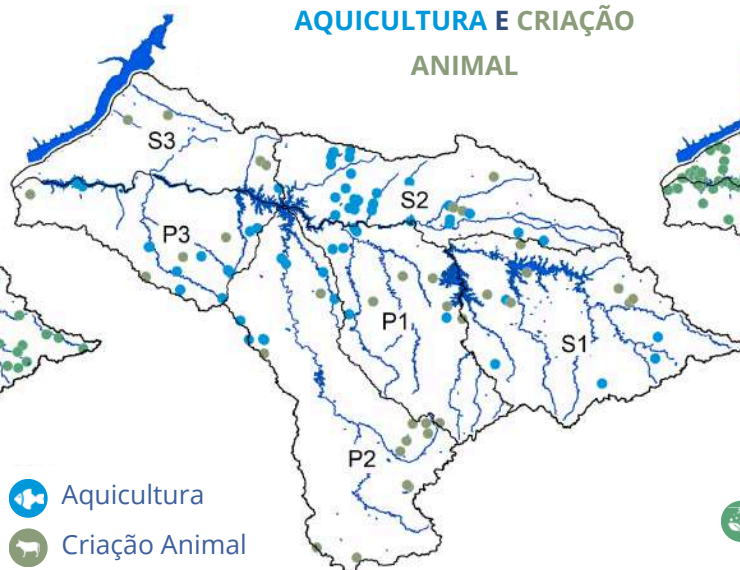 AQUICULTURA E CRIAÇÃO
ANIMAL
S3
S2
P3
P1
S1
P2
Aquicultura
Criação Animal